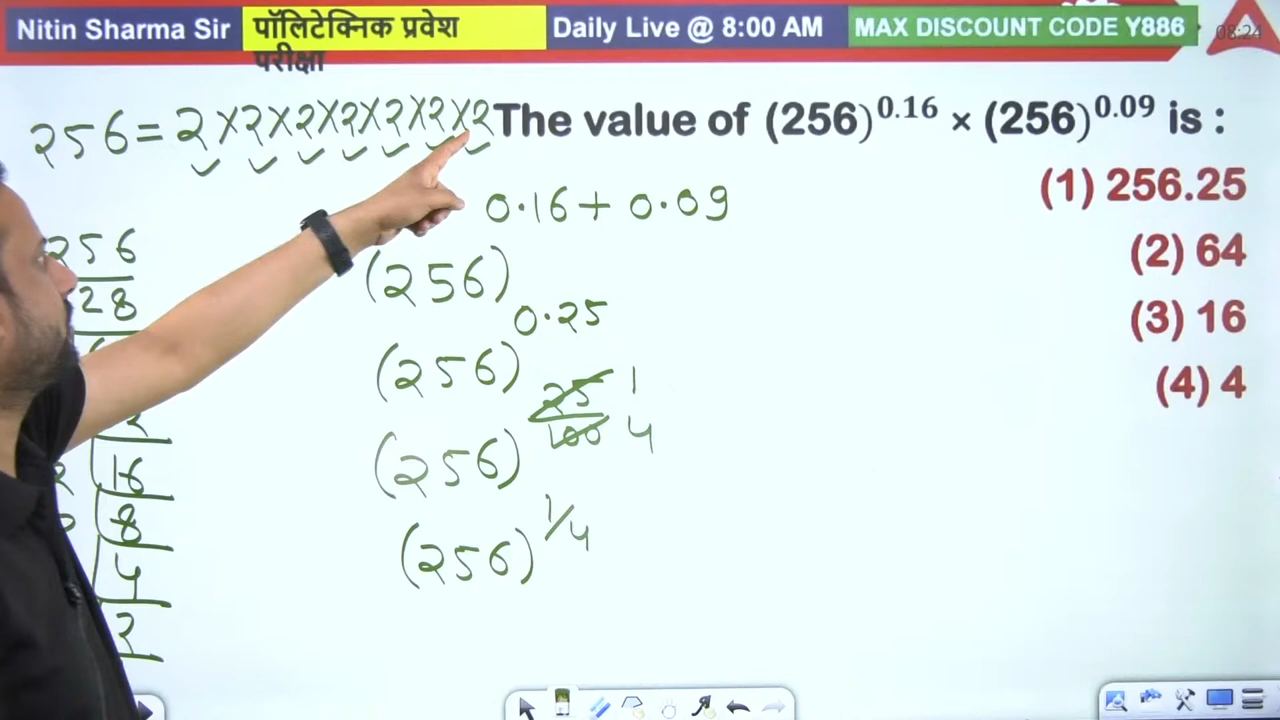 Nitin Sharma Sir
पॉलिटेक्निक प्रवेश
परीक्षा
Daily Live @ 8:00 AM
MAX DISCOUNT CODE Y886
08:24
256 = 2×2×2×2×2×2×2
The value of (256)^0.16 × (256)^0.09 is :
(1) 256.25
(2) 64
(3) 16
(4) 4
(256)^0.16+0.09
(256)^0.25
(256)^25/100 1/4
(256)^1/4
256
28
16
8
4
2